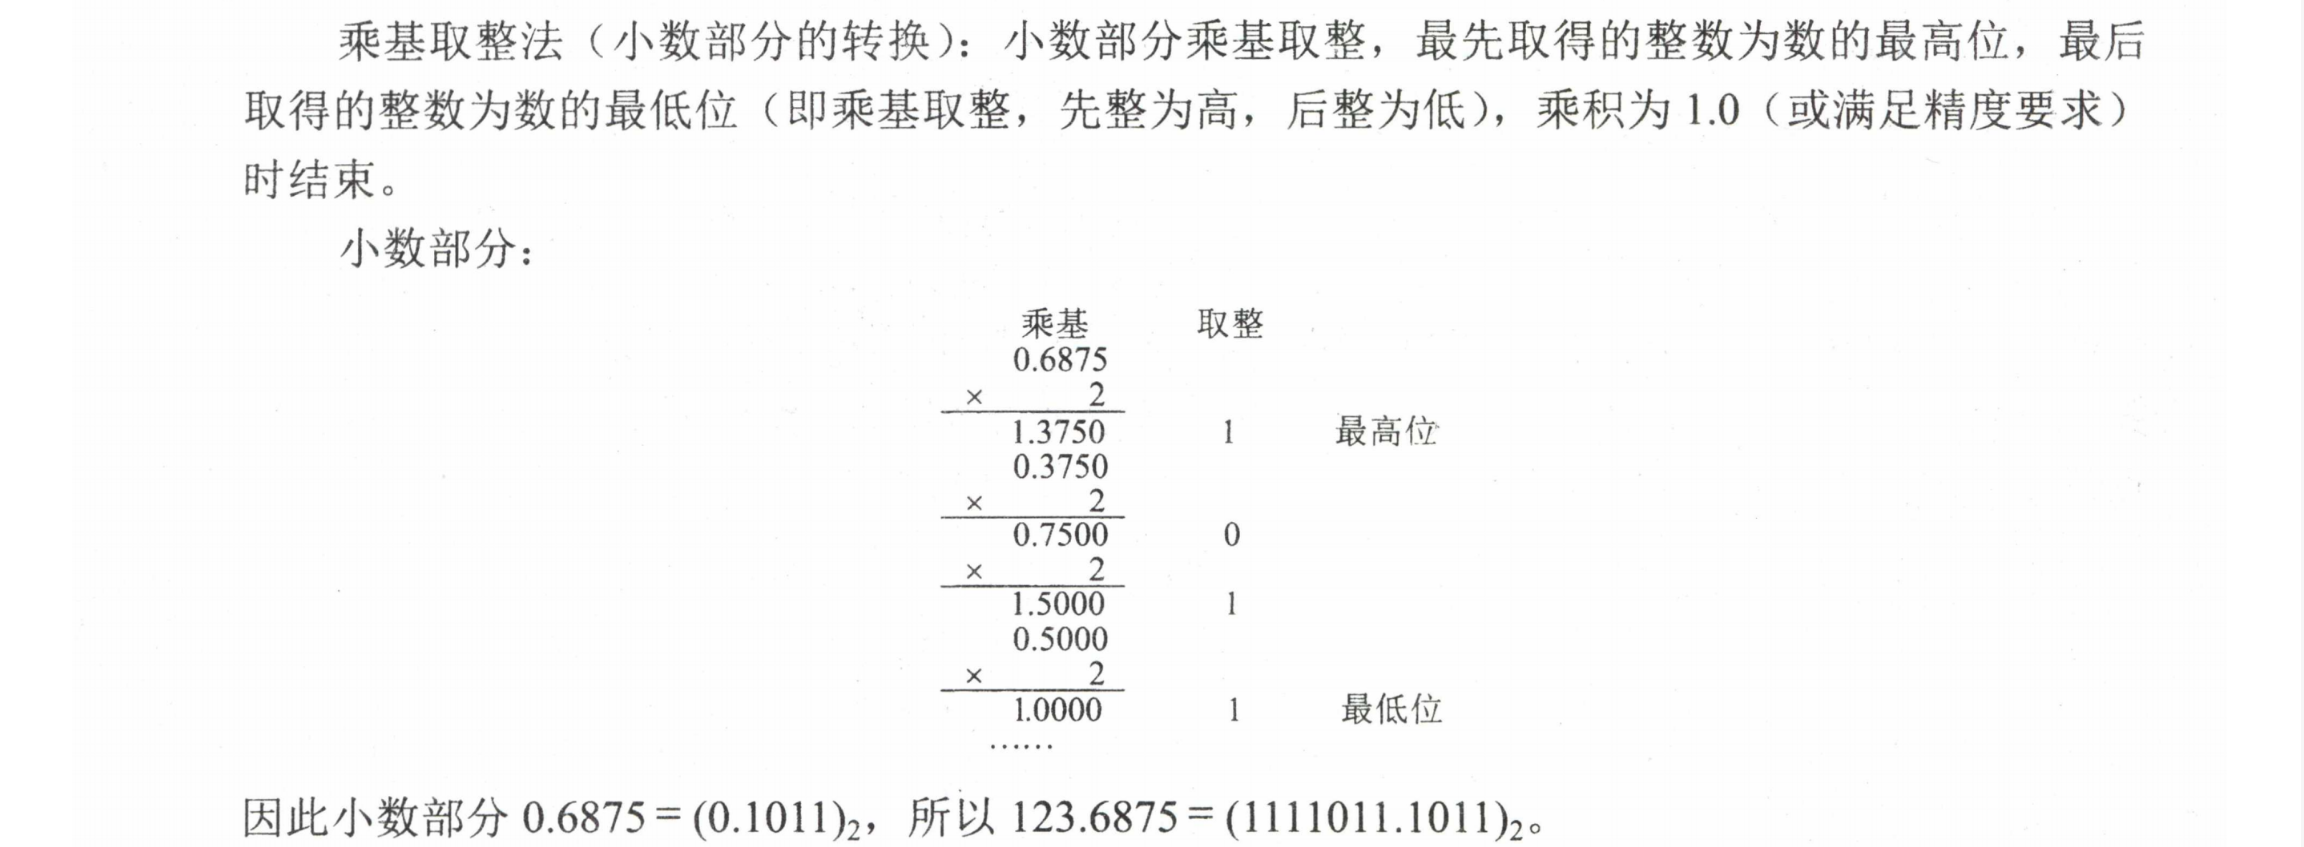 乘基取整法（小数部分的转换）：小数部分乘基取整，最先取得的整数为数的最高位，最后
取得的整数为数的最低位（即乘基取整，先整为高，后整为低），乘积为 1.0（或满足精度要求）
时结束。
小数部分：
乘基 取整
0.6875
× 2
1.3750 1 最高位
0.3750
× 2
0.7500 0
× 2
1.5000 1
0.5000
× 2
1.0000 1 最低位
……
因此小数部分 0.6875 = (0.1011)₂，所以 123.6875 = (1111011.1011)₂。